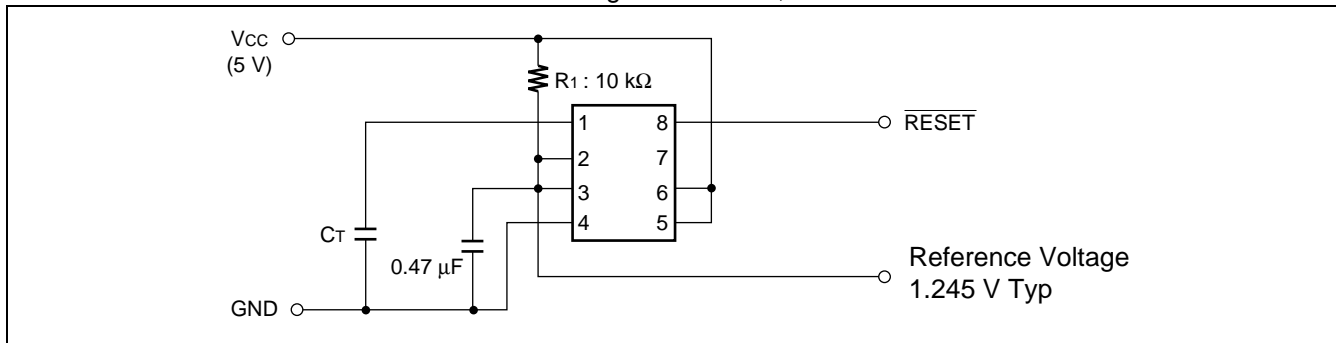 VCC
(5 V)
R1 : 10 kΩ
1 8
RESET
2 7
3 6
4 5
CT
0.47 μF
Reference Voltage
1.245 V Typ
GND